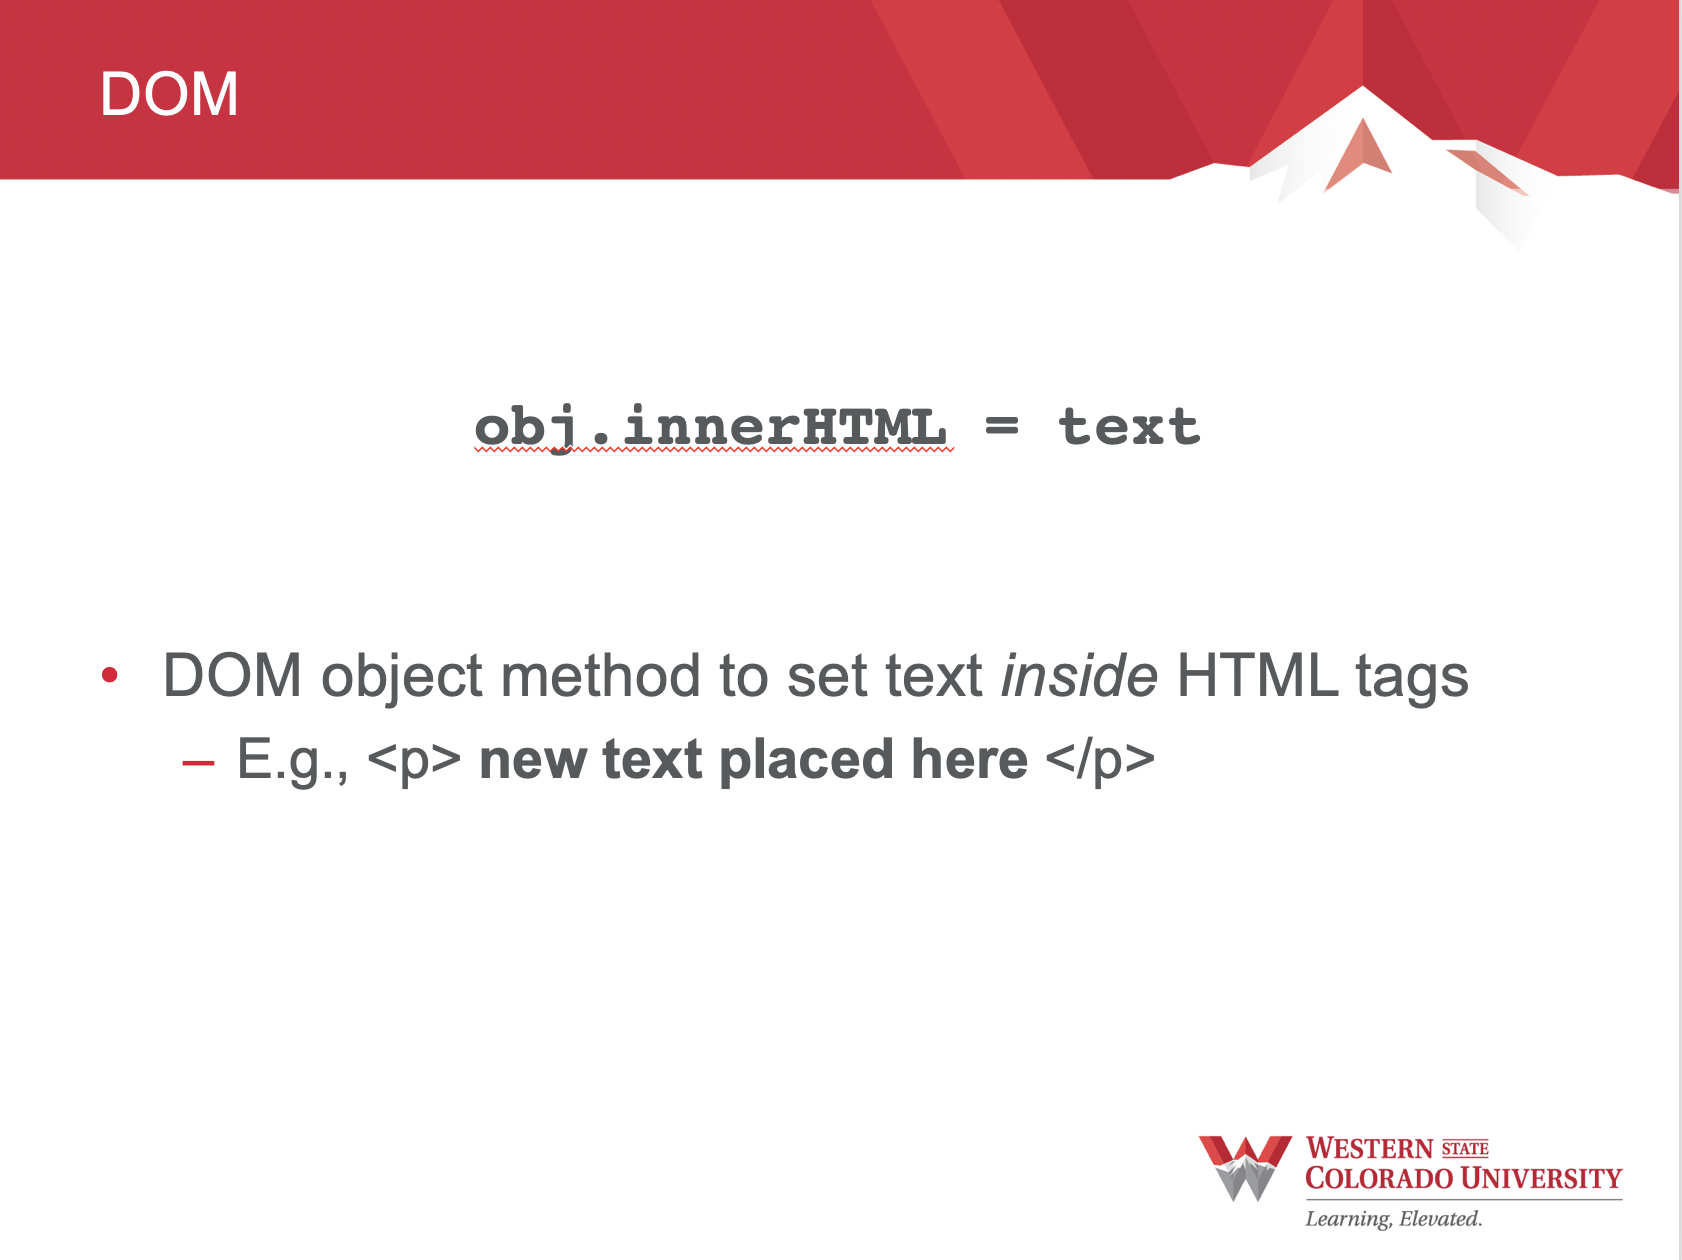 DOM
obj.innerHTML = text
• DOM object method to set text inside HTML tags
– E.g., <p> new text placed here </p>
WESTERN STATE
COLORADO UNIVERSITY
Learning, Elevated.